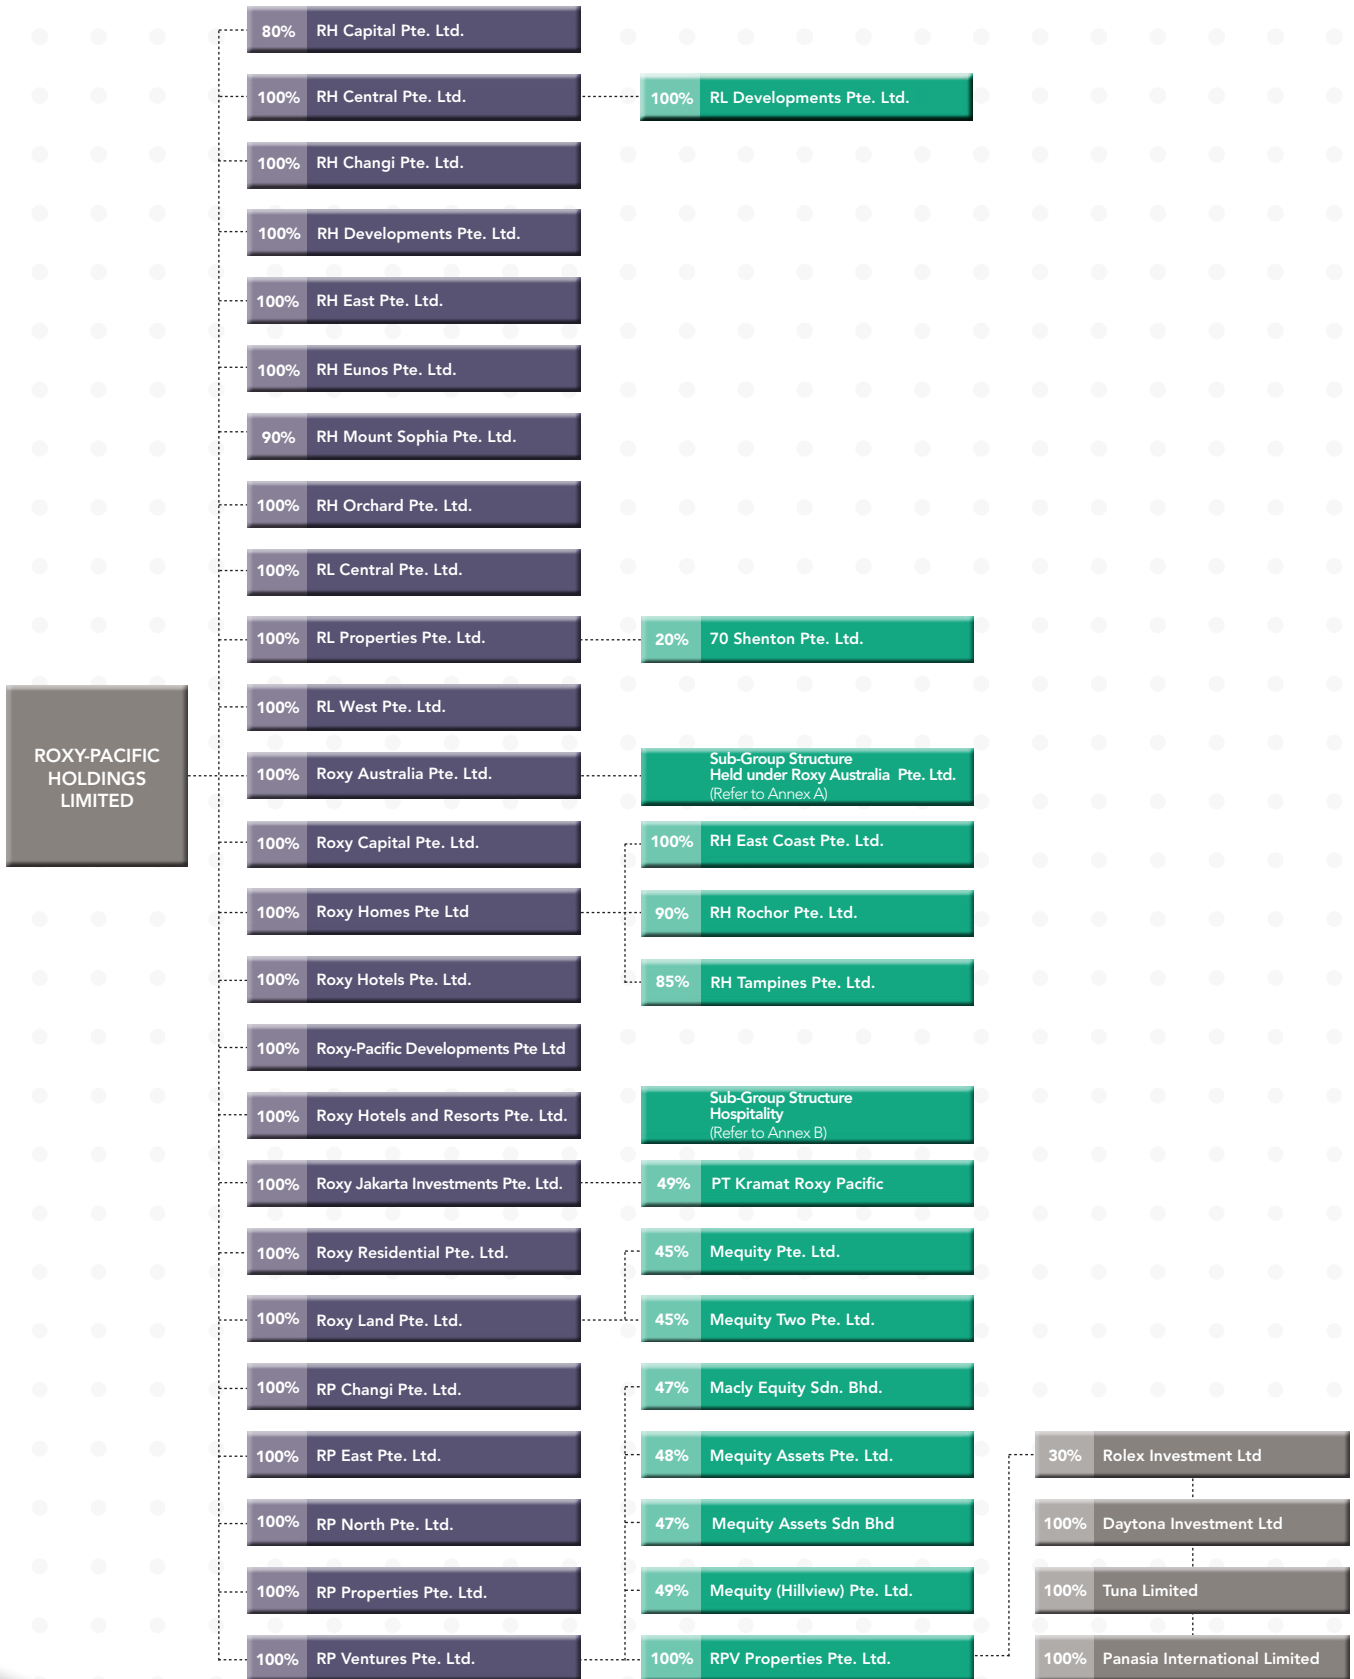 ROXY-PACIFIC
HOLDINGS
LIMITED
80% RH Capital Pte. Ltd.
100% RH Central Pte. Ltd.
100% RL Developments Pte. Ltd.
100% RH Changi Pte. Ltd.
100% RH Developments Pte. Ltd.
100% RH East Pte. Ltd.
100% RH Eunos Pte. Ltd.
90% RH Mount Sophia Pte. Ltd.
100% RH Orchard Pte. Ltd.
100% RL Central Pte. Ltd.
100% RL Properties Pte. Ltd.
20% 70 Shenton Pte. Ltd.
100% RL West Pte. Ltd.
100% Roxy Australia Pte. Ltd.
Sub-Group Structure
Held under Roxy Australia Pte. Ltd.
(Refer to Annex A)
100% Roxy Capital Pte. Ltd.
100% Roxy Homes Pte Ltd
100% RH East Coast Pte. Ltd.
90% RH Rochor Pte. Ltd.
85% RH Tampines Pte. Ltd.
100% Roxy Hotels Pte. Ltd.
100% Roxy-Pacific Developments Pte Ltd
100% Roxy Hotels and Resorts Pte. Ltd.
Sub-Group Structure
Hospitality
(Refer to Annex B)
100% Roxy Jakarta Investments Pte. Ltd.
49% PT Kramat Roxy Pacific
100% Roxy Residential Pte. Ltd.
100% Roxy Land Pte. Ltd.
45% Mequity Pte. Ltd.
45% Mequity Two Pte. Ltd.
100% RP Changi Pte. Ltd.
100% RP East Pte. Ltd.
100% RP North Pte. Ltd.
100% RP Properties Pte. Ltd.
100% RP Ventures Pte. Ltd.
47% Macly Equity Sdn. Bhd.
48% Mequity Assets Pte. Ltd.
47% Mequity Assets Sdn Bhd
49% Mequity (Hillview) Pte. Ltd.
100% RPV Properties Pte. Ltd.
30% Rolex Investment Ltd
100% Daytona Investment Ltd
100% Tuna Limited
100% Panasia International Limited